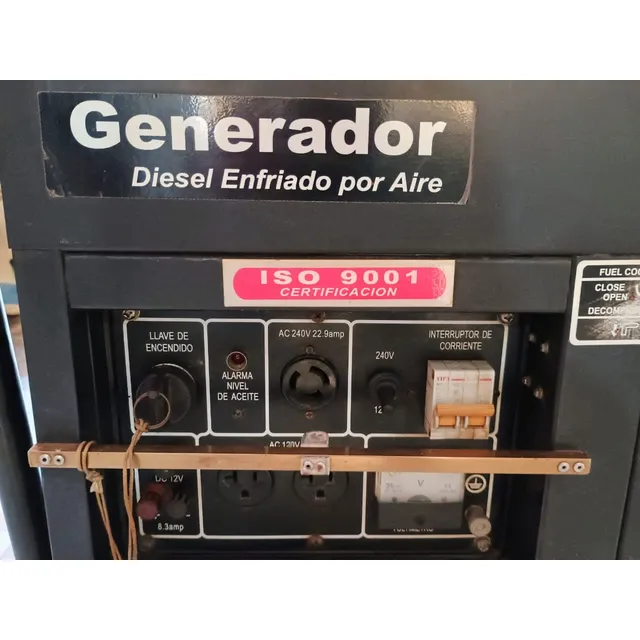 Generador
Diesel Enfriado por Aire
ISO 9001
CERTIFICACION
FUEL
CLOSE
OPEN
LLAVE DE
ENCENDIDO
ALARMA
NIVEL
DE ACEITE
AC 240V 22.9amp
240V
INTERRUPTOR DE
CORRIENTE
AC 120V
DC 12V
8.3amp
V